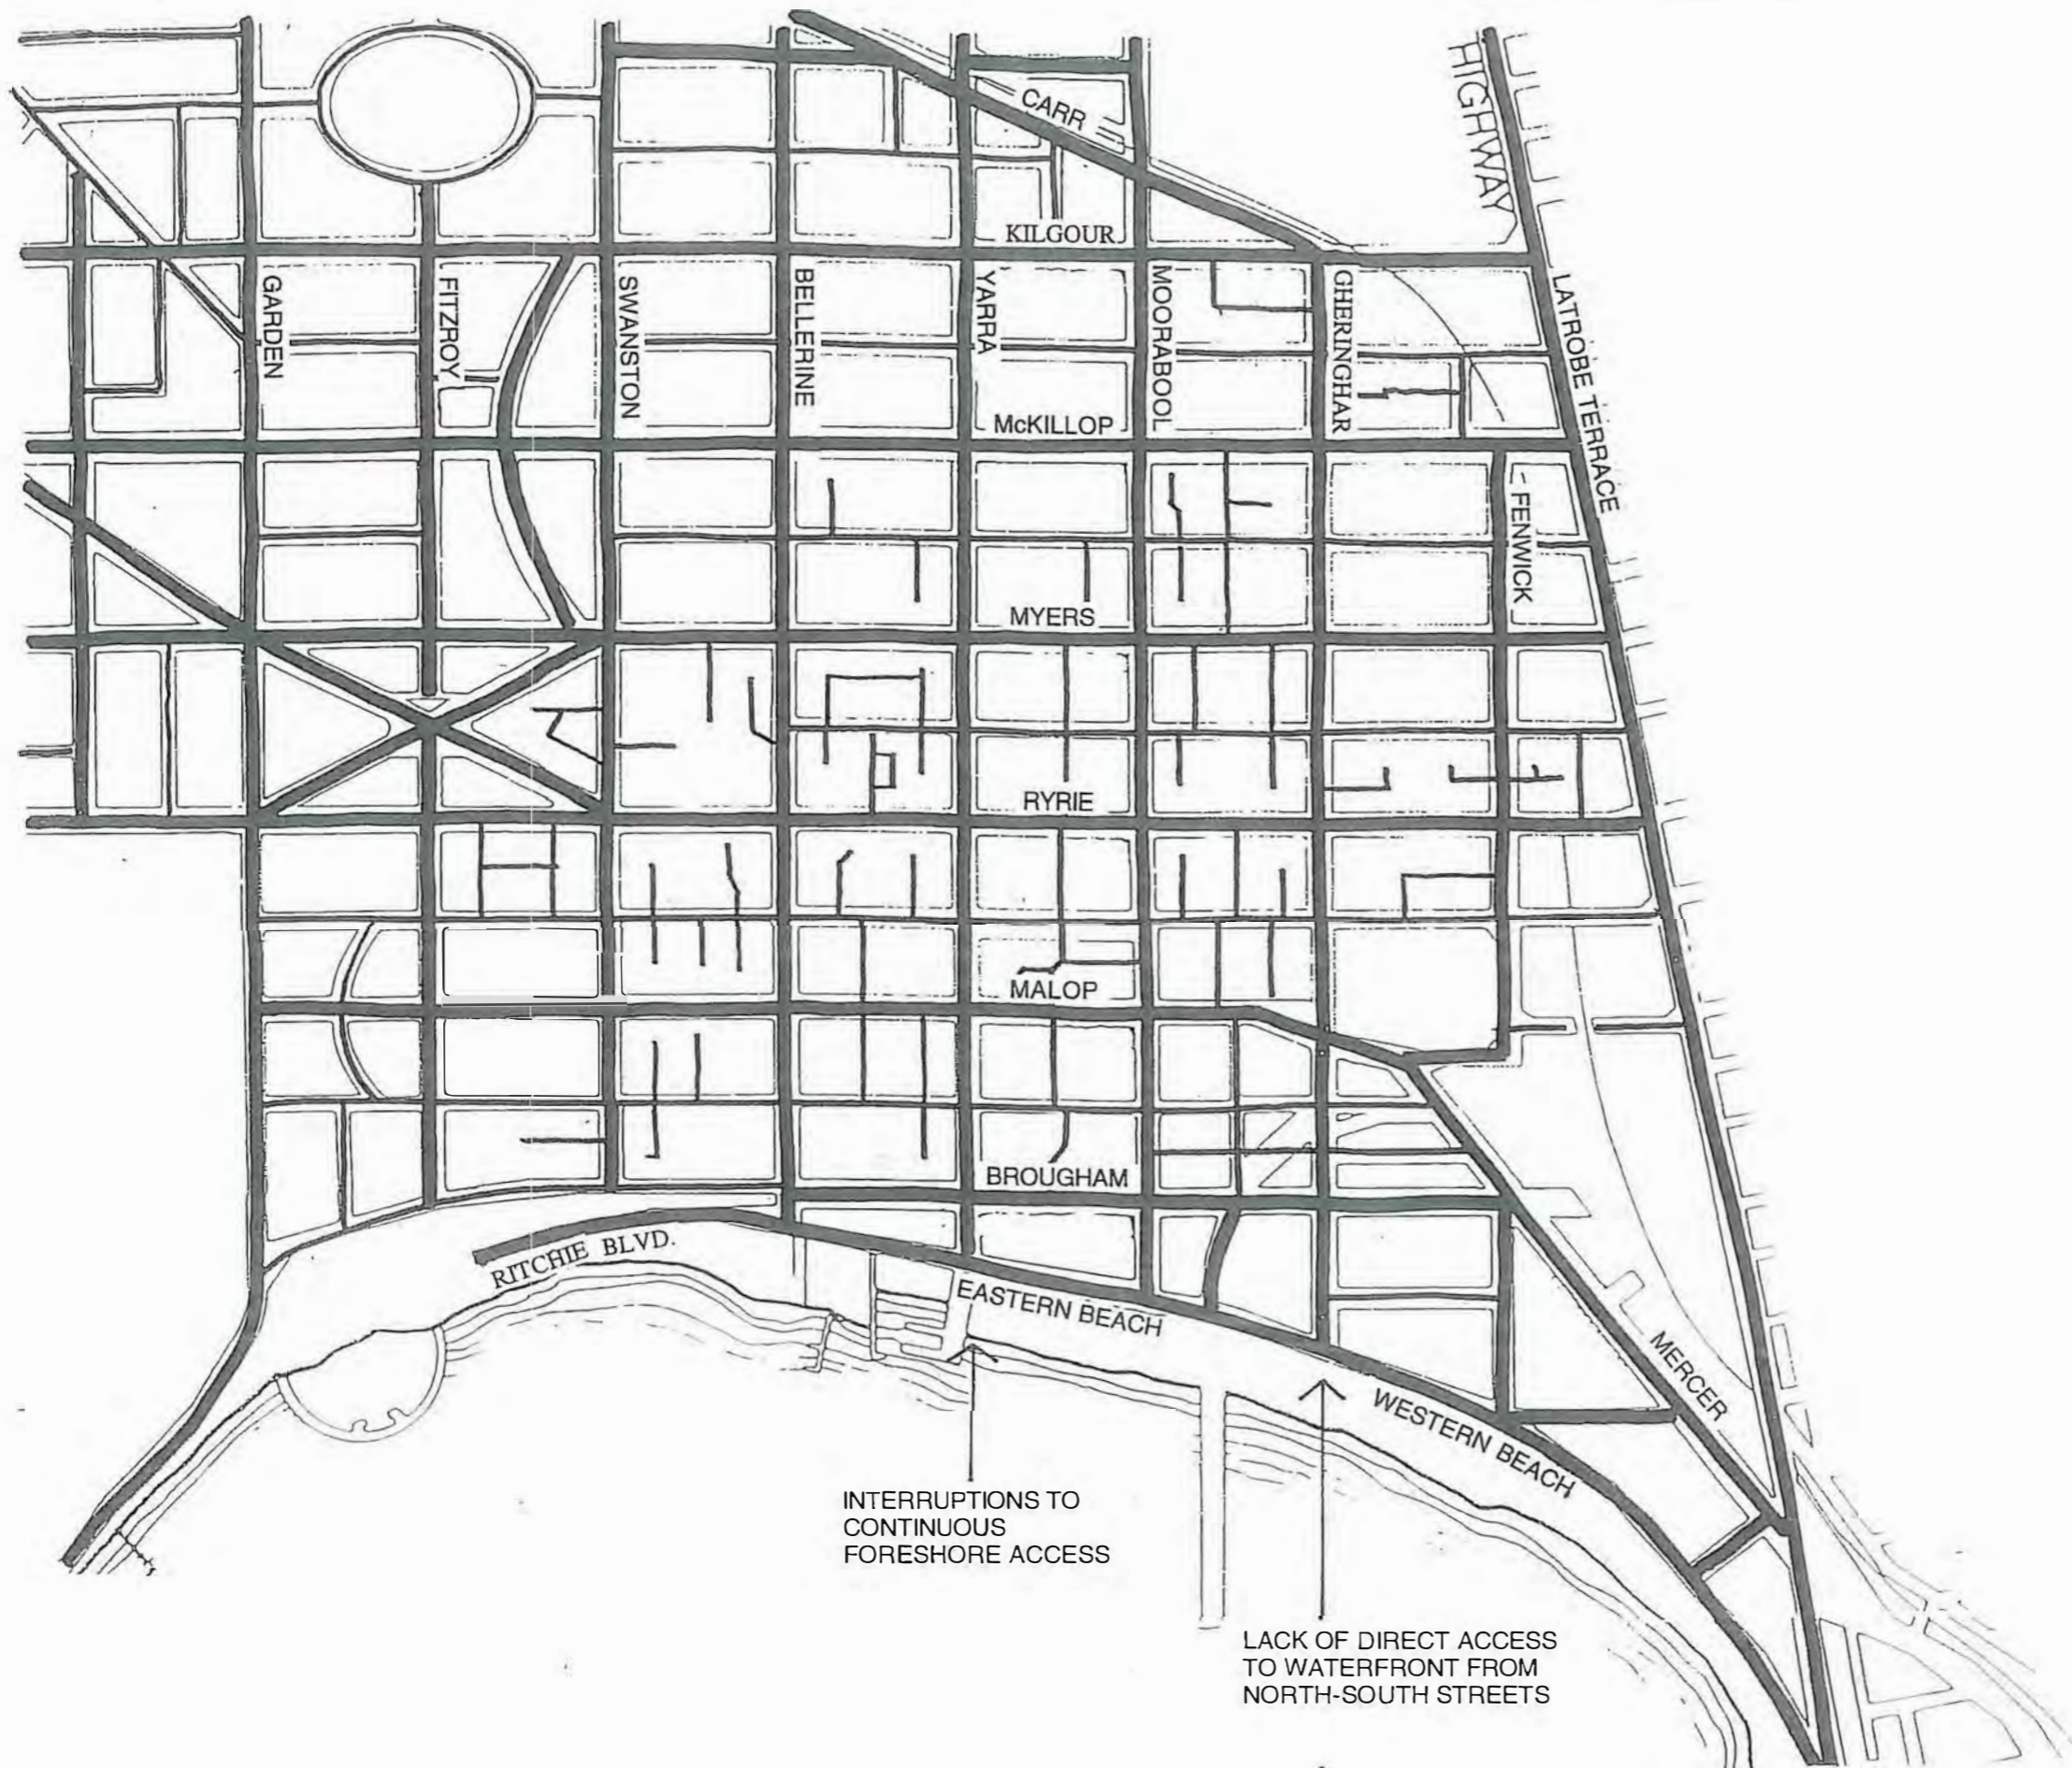 HIGHWAY
CARR
KILGOUR
GARDEN
FITZROY
SWANSTON
BELLERINE
YARRA
MOORABOOL
GHERINGHAR
LATROBE TERRACE
McKILLOP
FENWICK
MYERS
RYRIE
MALOP
BROUGHAM
RITCHIE BLVD.
EASTERN BEACH
MERCER
WESTERN BEACH
INTERRUPTIONS TO
CONTINUOUS
FORESHORE ACCESS
LACK OF DIRECT ACCESS
TO WATERFRONT FROM
NORTH-SOUTH STREETS